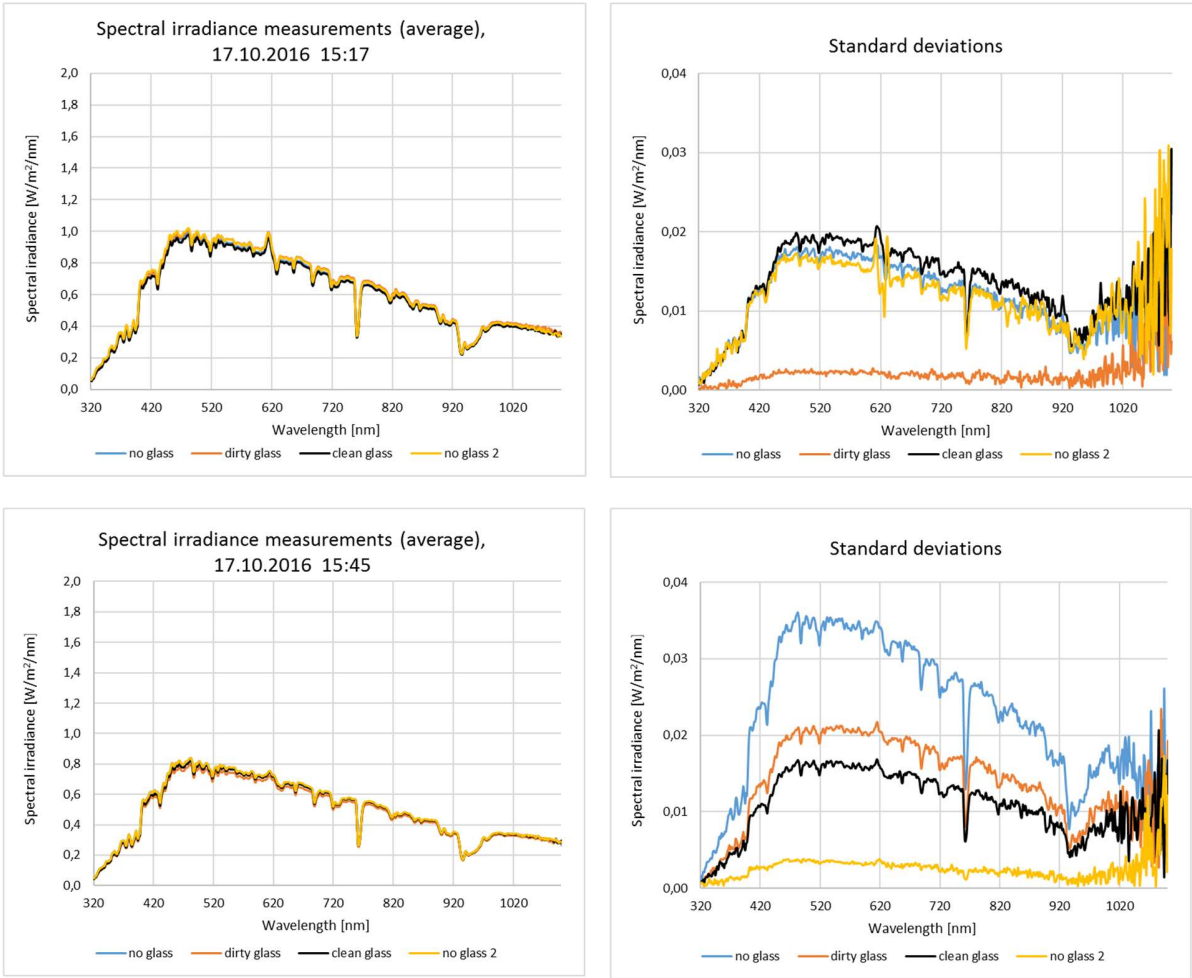 Spectral irradiance measurements (average),
17.10.2016 15:17
Spectral irradiance [W/m²/nm]
2,0
1,8
1,6
1,4
1,2
1,0
0,8
0,6
0,4
0,2
0,0
320 420 520 620 720 820 920 1020
Wavelength [nm]
no glass dirty glass clean glass no glass 2
Standard deviations
Spectral iradiance [W/m²/nm]
0,04
0,03
0,02
0,01
0,00
320 420 520 620 720 820 920 1020
Wavelength [nm]
no glass dirty glass clean glass no glass 2
Spectral irradiance measurements (average),
17.10.2016 15:45
Spectral iradiance [W/m²/nm]
2,0
1,8
1,6
1,4
1,2
1,0
0,8
0,6
0,4
0,2
0,0
320 420 520 620 720 820 920 1020
Wavelength [nm]
no glass dirty glass clean glass no glass 2
Standard deviations
Spectral iradiance [W/m²/nm]
0,04
0,03
0,02
0,01
0,00
320 420 520 620 720 820 920 1020
Wavelength [nm]
no glass dirty glass clean glass no glass 2